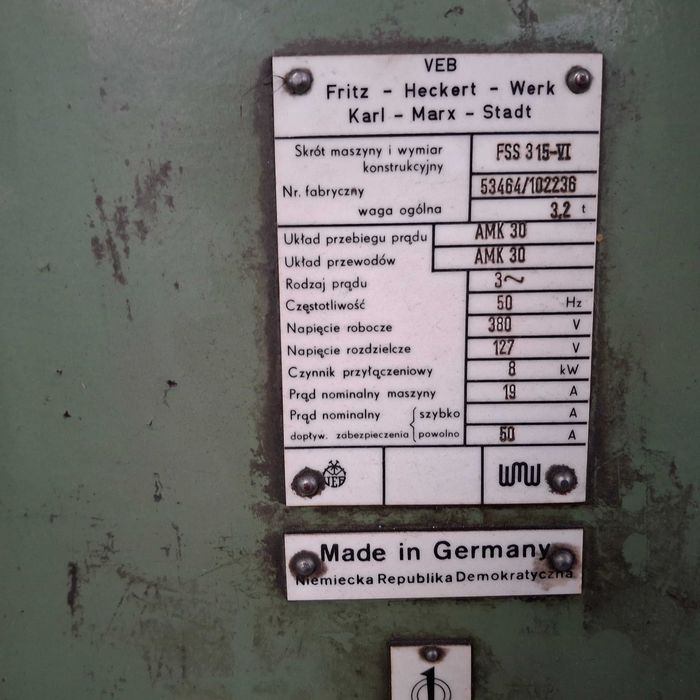 VEB
Fritz - Heckert - Werk
Karl - Marx - Stadt
Skrót maszyny i wymiar konstrukcyjny FSS 315-VI
Nr. fabryczny 53464/102236
waga ogólna 3,2 t
Układ przebiegu prądu AMK 30
Układ przewodów AMK 30
Rodzaj prądu 3~
Częstotliwość 50 Hz
Napięcie robocze 380 V
Napięcie rozdzielcze 127 V
Czynnik przyłączeniowy 8 kW
Prąd nominalny maszyny 19 A
Prąd nominalny szybko A
dopływ. zabezpieczenia powolno 50 A
VEB WMW
Made in Germany
Niemiecka Republika Demokratyczna